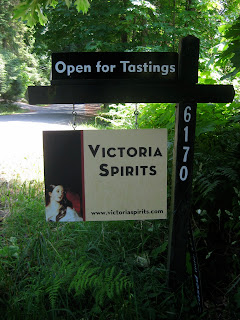 Open for Tastings
VICTORIA
SPIRITS
www.victoriaspirits.com
6170